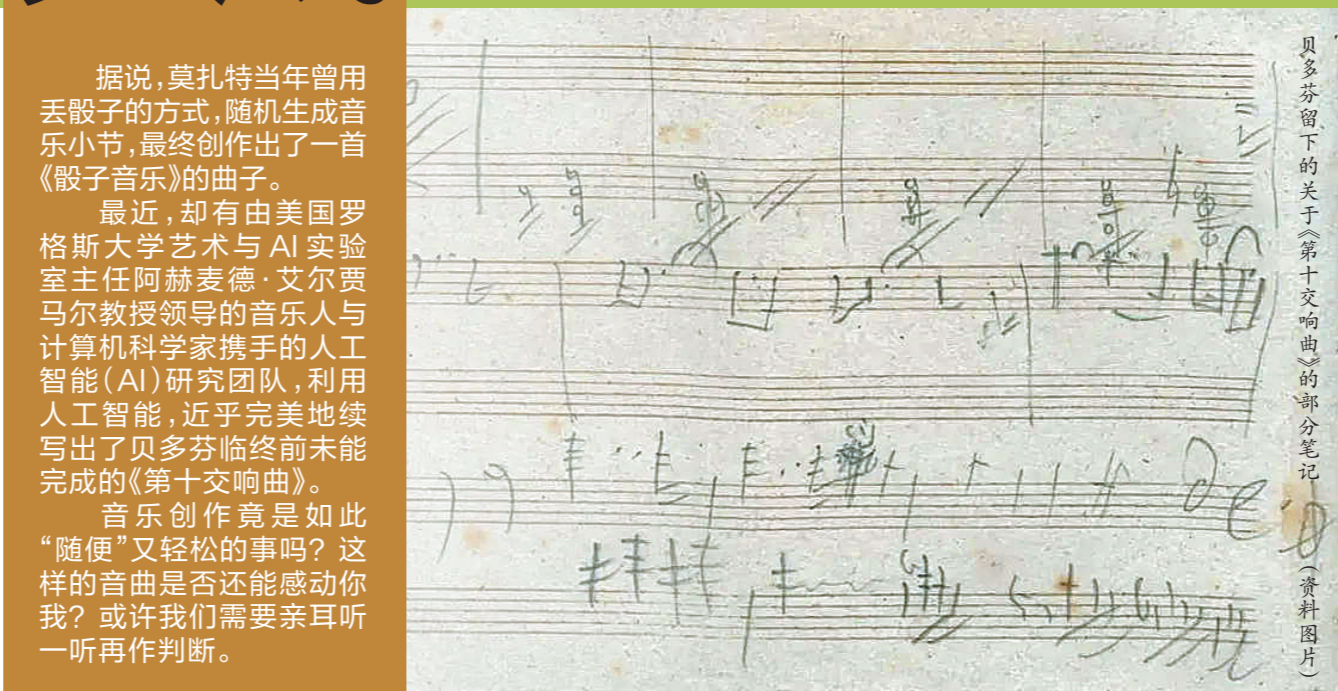 据说，莫扎特当年曾用
丢骰子的方式，随机生成音
乐小节，最终创作出了一首
《骰子音乐》的曲子。
最近，却有由美国罗
格斯大学艺术与AI实验
室主任阿赫麦德·艾尔贾
马尔教授领导的音乐人与
计算机科学家携手的人工
智能（AI）研究团队，利用
人工智能，近乎完美地续
写出了贝多芬临终前未能
完成的《第十交响曲》。
音乐创作竟是如此
“随便”又轻松的事吗？这
样的音曲是否还能感动你
我？或许我们需要亲耳听
一听再作判断。
贝多芬留下的关于《第十交响曲》的部分笔记（资料图片）